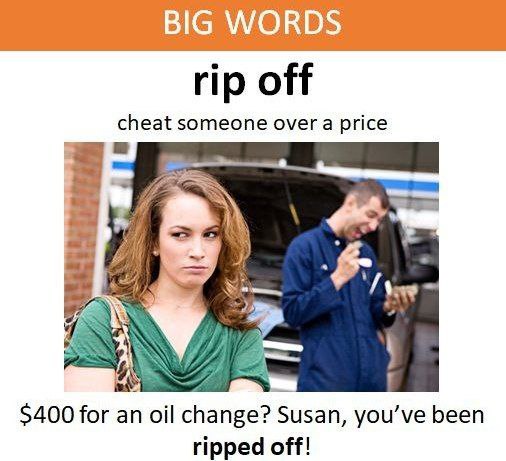 BIG WORDS
rip off
cheat someone over a price
$400 for an oil change? Susan, you’ve been
ripped off!